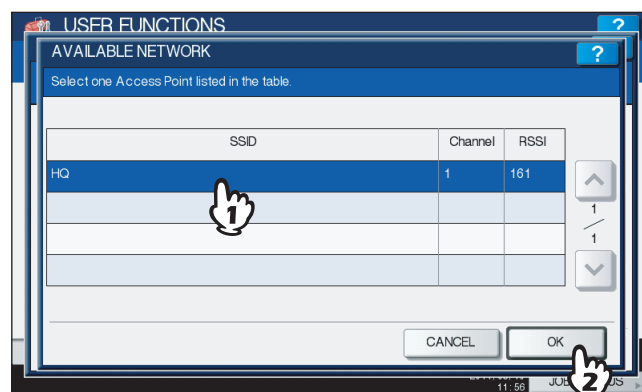 USER FUNCTIONS
?
AVAILABLE NETWORK
?
Select one Access Point listed in the table.
SSID Channel RSSI
HQ 1 161
1
1
1
CANCEL OK
2
11:56